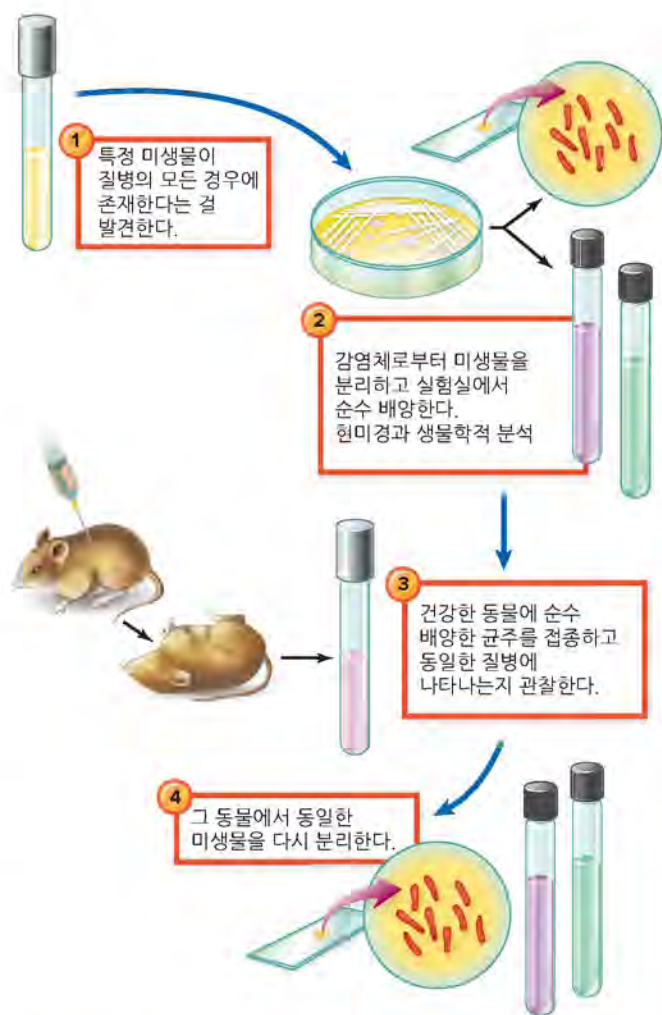 1
특정 미생물이
질병의 모든 경우에
존재한다는 걸
발견한다.
2
감염체로부터 미생물을
분리하고 실험실에서
순수 배양한다.
현미경과 생물학적 분석
3
건강한 동물에 순수
배양한 균주를 접종하고
동일한 질병에
나타나는지 관찰한다.
4
그 동물에서 동일한
미생물을 다시 분리한다.